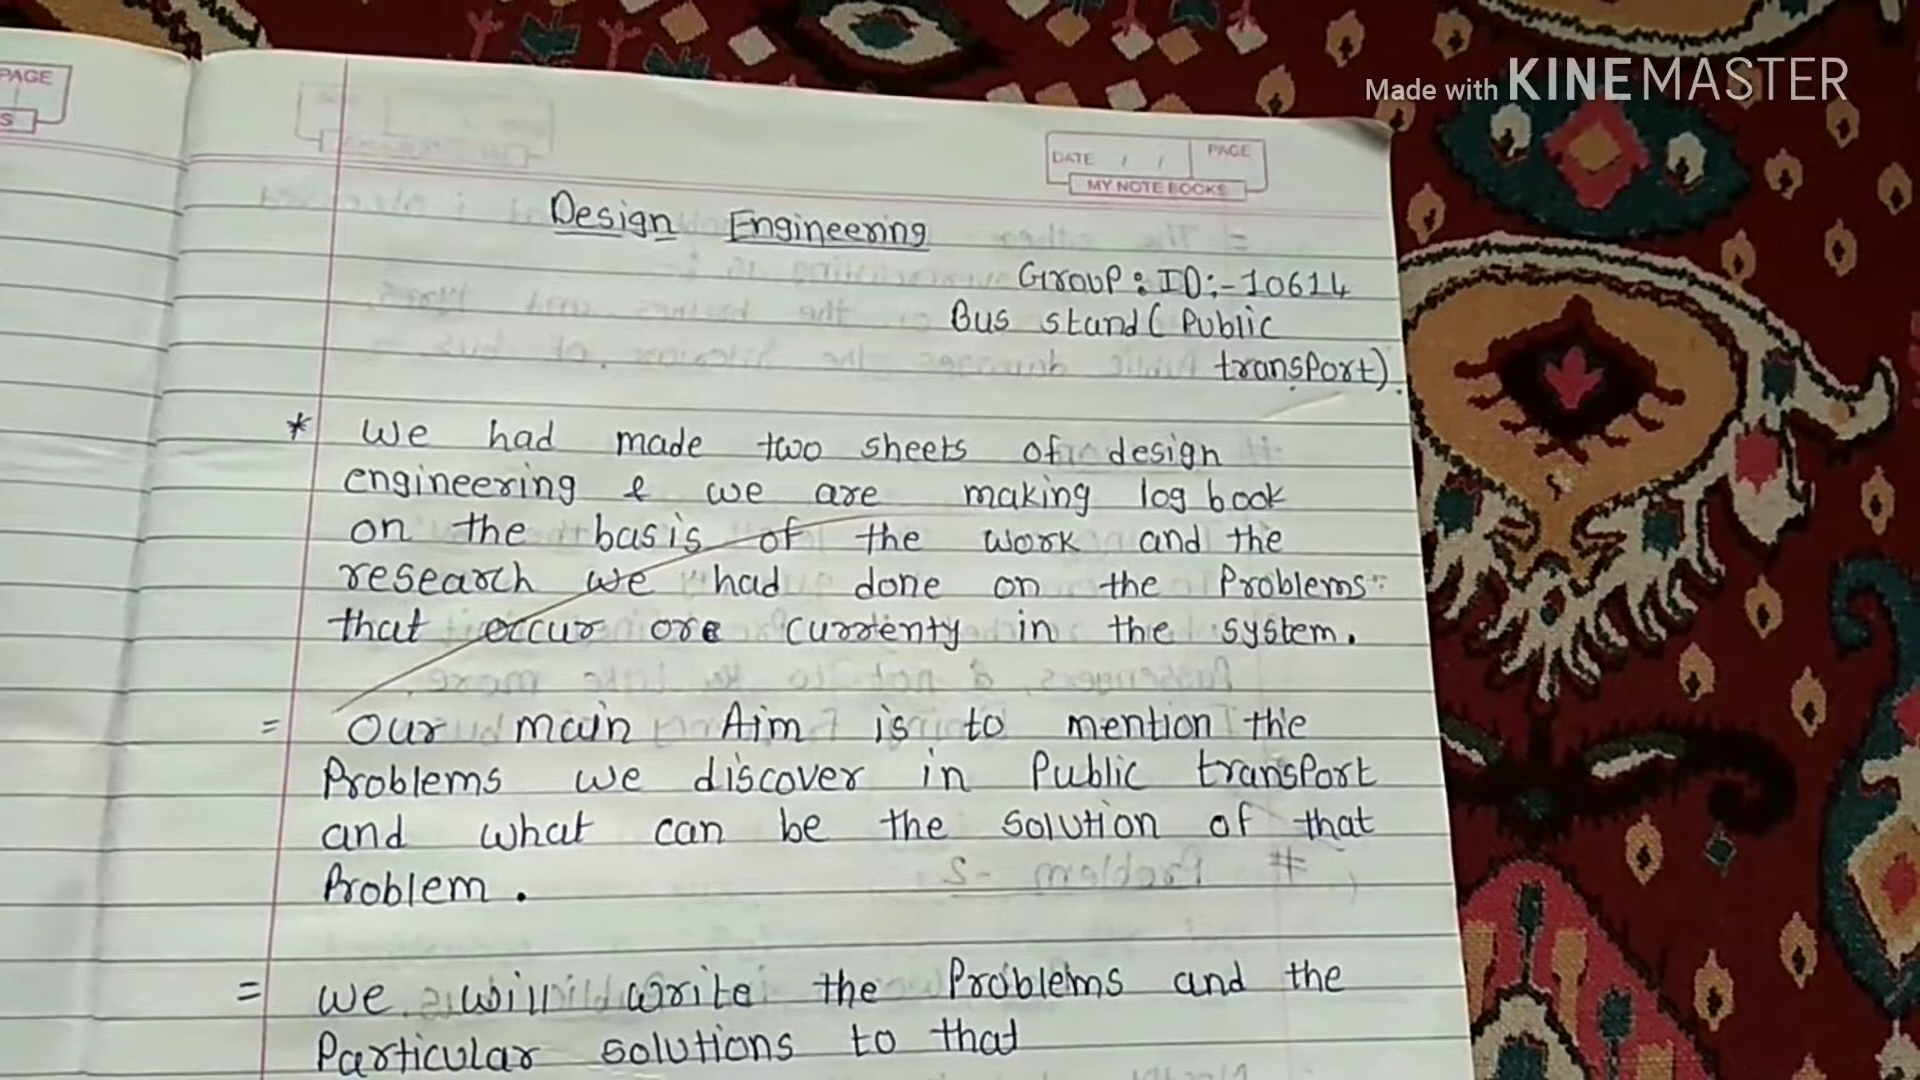 Made with KINEMASTER
PAGE
S
DATE / / PAGE
MY NOTE BOOKS
Design Engineering
Group: ID:-10614
Bus stand (Public
transport)
* We had made two sheets of design
engineering & we are making log book
on the basis of the work and the
research we had done on the Problems
that occur ore currenty in the system.
= Our main Aim is to mention the
Problems we discover in Public transport
and what can be the solution of that
Problem.
= we will write the Problems and the
Particular solutions to that